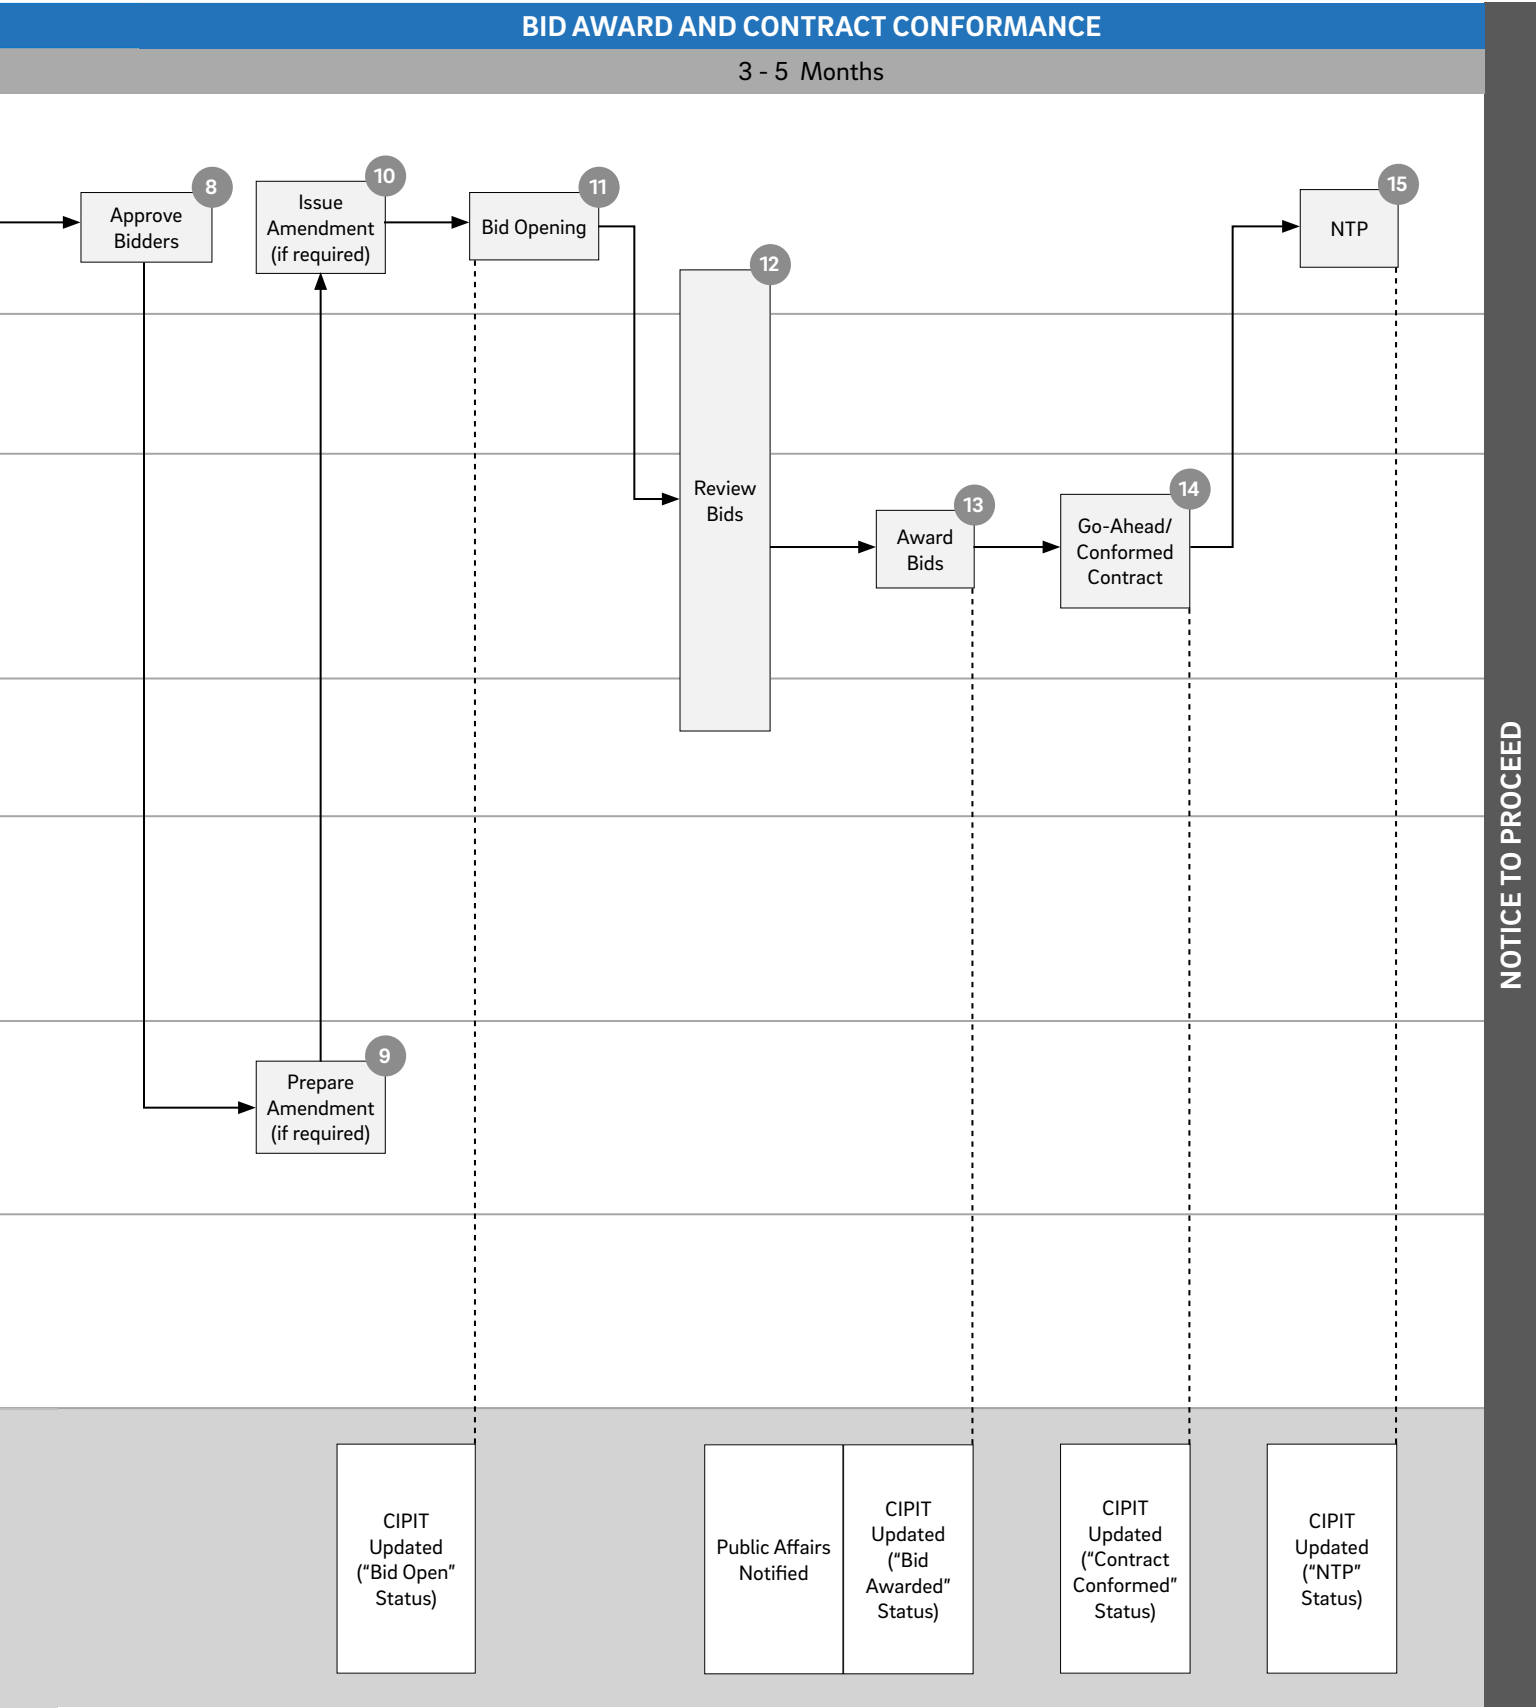 BID AWARD AND CONTRACT CONFORMANCE
3 - 5 Months
8
Approve
Bidders
10
Issue
Amendment
(if required)
11
Bid Opening
12
Review
Bids
13
Award
Bids
14
Go-Ahead/
Conformed
Contract
15
NTP
9
Prepare
Amendment
(if required)
CIPIT
Updated
(“Bid Open”
Status)
Public Affairs
Notified
CIPIT
Updated
(“Bid
Awarded”
Status)
CIPIT
Updated
(“Contract
Conformed”
Status)
CIPIT
Updated
(“NTP”
Status)
NOTICE TO PROCEED